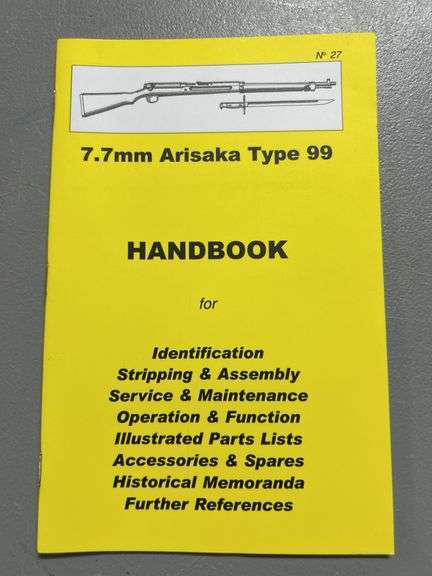 Nº 27
7.7mm Arisaka Type 99
HANDBOOK
for
Identification
Stripping & Assembly
Service & Maintenance
Operation & Function
Illustrated Parts Lists
Accessories & Spares
Historical Memoranda
Further References